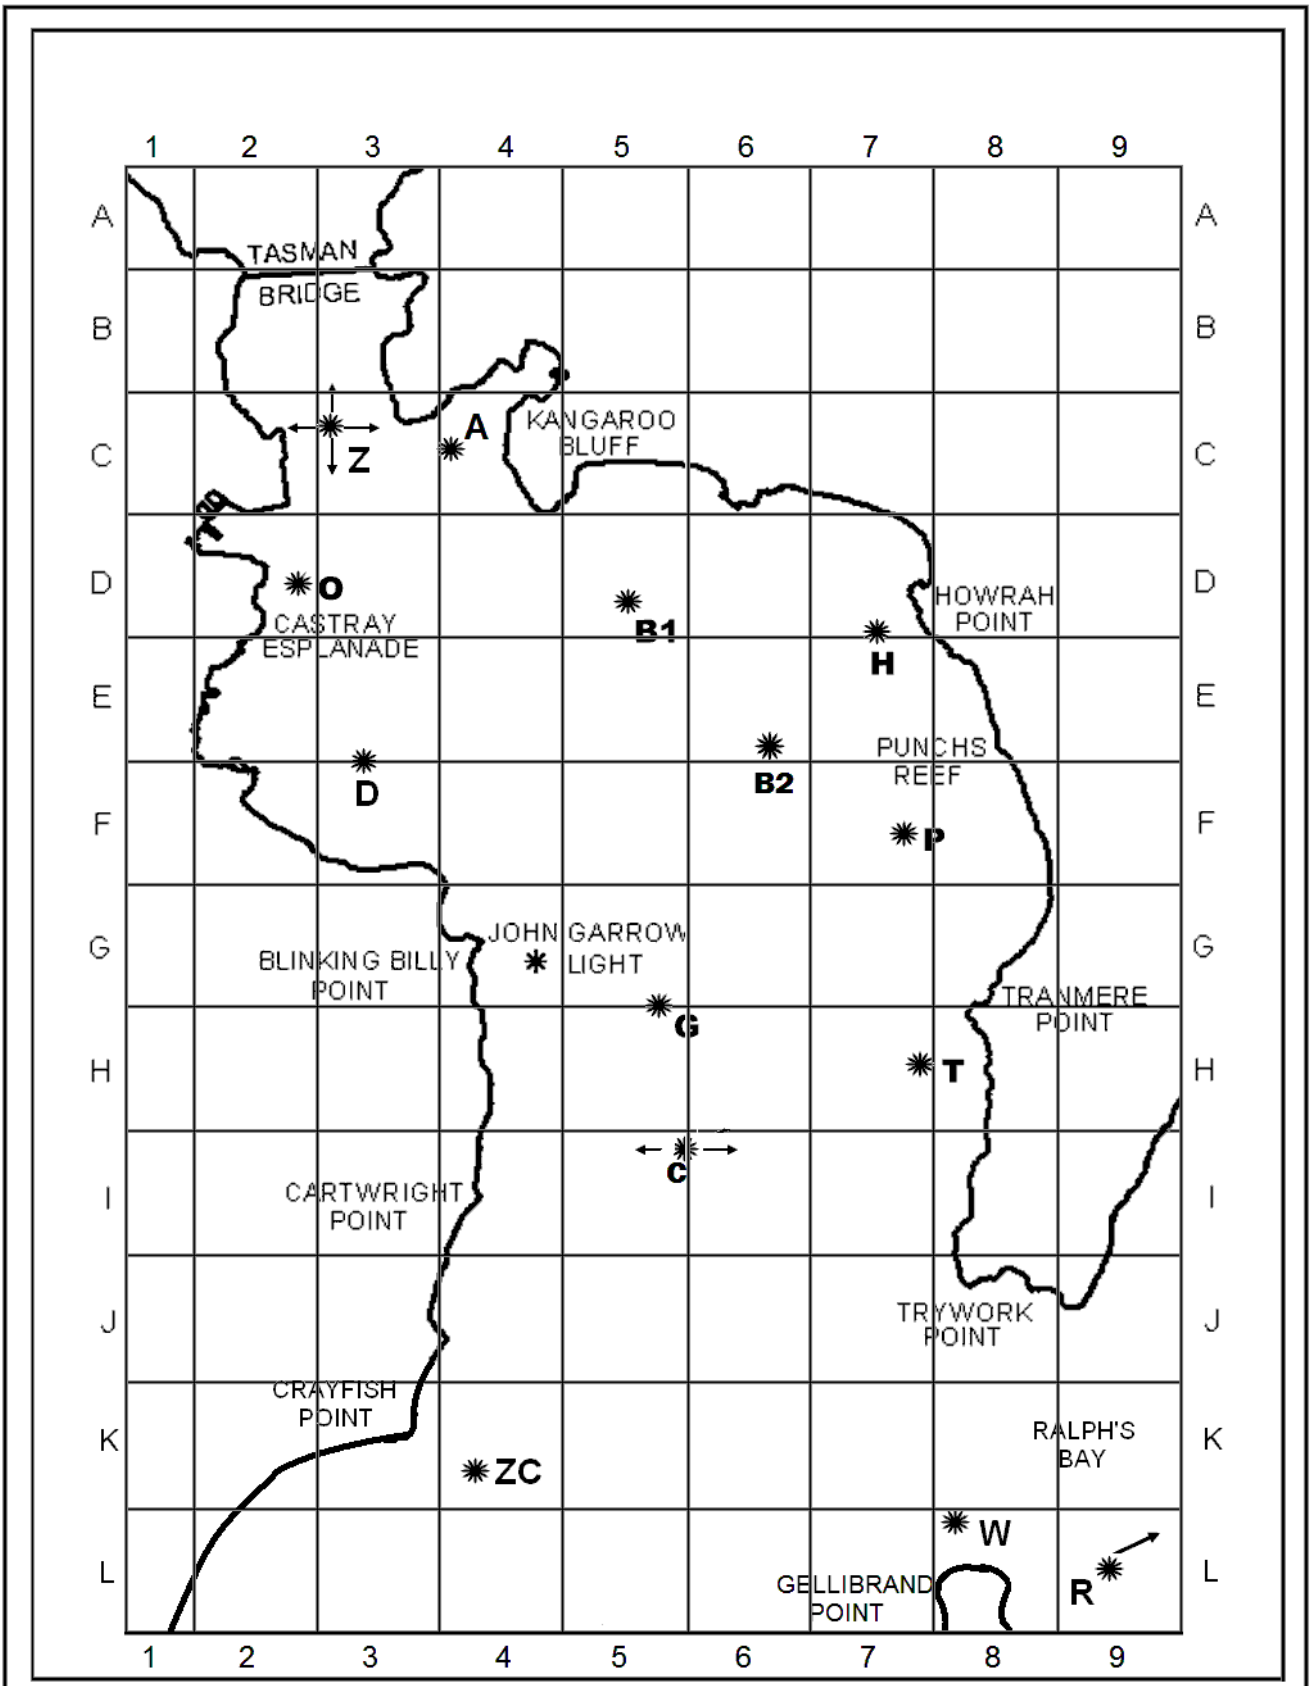 1 2 3 4 5 6 7 8 9
A A
TASMAN
BRIDGE
B B
A
KANGAROO
BLUFF
C Z C
D O B1 HOWRAH D
POINT
CASTRAY
ESPLANADE
H
E E
PUNCHS
REEF
D B2
F P F
JOHN GARROW
LIGHT
G G
BLINKING BILLY
POINT
TRANMERE
POINT
G
H T H
C
CARTWRIGHT
POINT
I I
TRYWORK
POINT
J J
CRAYFISH
POINT
K RALPH'S K
BAY
ZC
W
L R L
GELLIBRAND
POINT
1 2 3 4 5 6 7 8 9